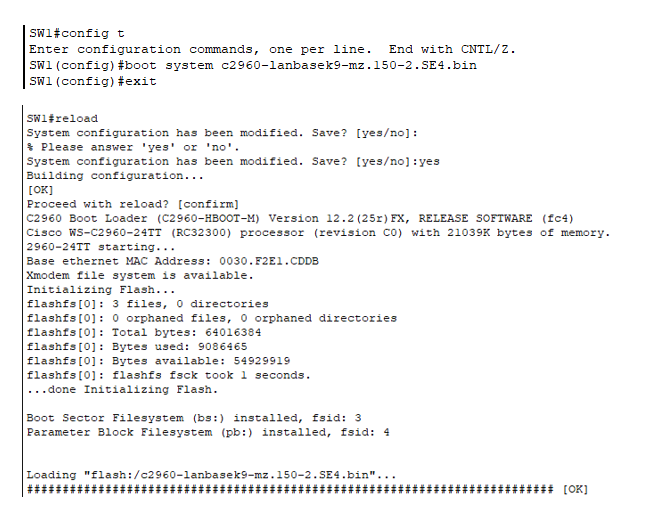 SW1#config t
Enter configuration commands, one per line.  End with CNTL/Z.
SW1(config)#boot system c2960-lanbasek9-mz.150-2.SE4.bin
SW1(config)#exit
SW1#reload
System configuration has been modified. Save? [yes/no]:
% Please answer 'yes' or 'no'.
System configuration has been modified. Save? [yes/no]:yes
Building configuration...
[OK]
Proceed with reload? [confirm]
C2960 Boot Loader (C2960-HBOOT-M) Version 12.2(25r)FX, RELEASE SOFTWARE (fc4)
Cisco WS-C2960-24TT (RC32300) processor (revision C0) with 21039K bytes of memory.
2960-24TT starting...
Base ethernet MAC Address: 0030.F2E1.CDDB
Xmodem file system is available.
Initializing Flash...
flashfs[0]: 3 files, 0 directories
flashfs[0]: 0 orphaned files, 0 orphaned directories
flashfs[0]: Total bytes: 64016384
flashfs[0]: Bytes used: 9086465
flashfs[0]: Bytes available: 54929919
flashfs[0]: flashfs fsck took 1 seconds.
...done Initializing Flash.
Boot Sector Filesystem (bs:) installed, fsid: 3
Parameter Block Filesystem (pb:) installed, fsid: 4
Loading "flash:/c2960-lanbasek9-mz.150-2.SE4.bin"...
########################################################################## [OK]